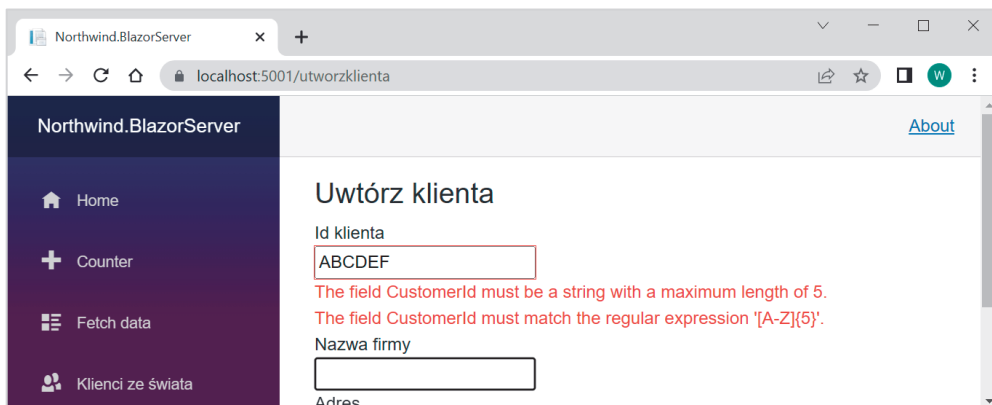 Northwind.BlazorServer
localhost:5001/utworzklienta
W
Northwind.BlazorServer
About
Home
Counter
Fetch data
Klienci ze świata
Uwtórz klienta
Id klienta
ABCDEF
The field CustomerId must be a string with a maximum length of 5.
The field CustomerId must match the regular expression '[A-Z]{5}'.
Nazwa firmy
Adres